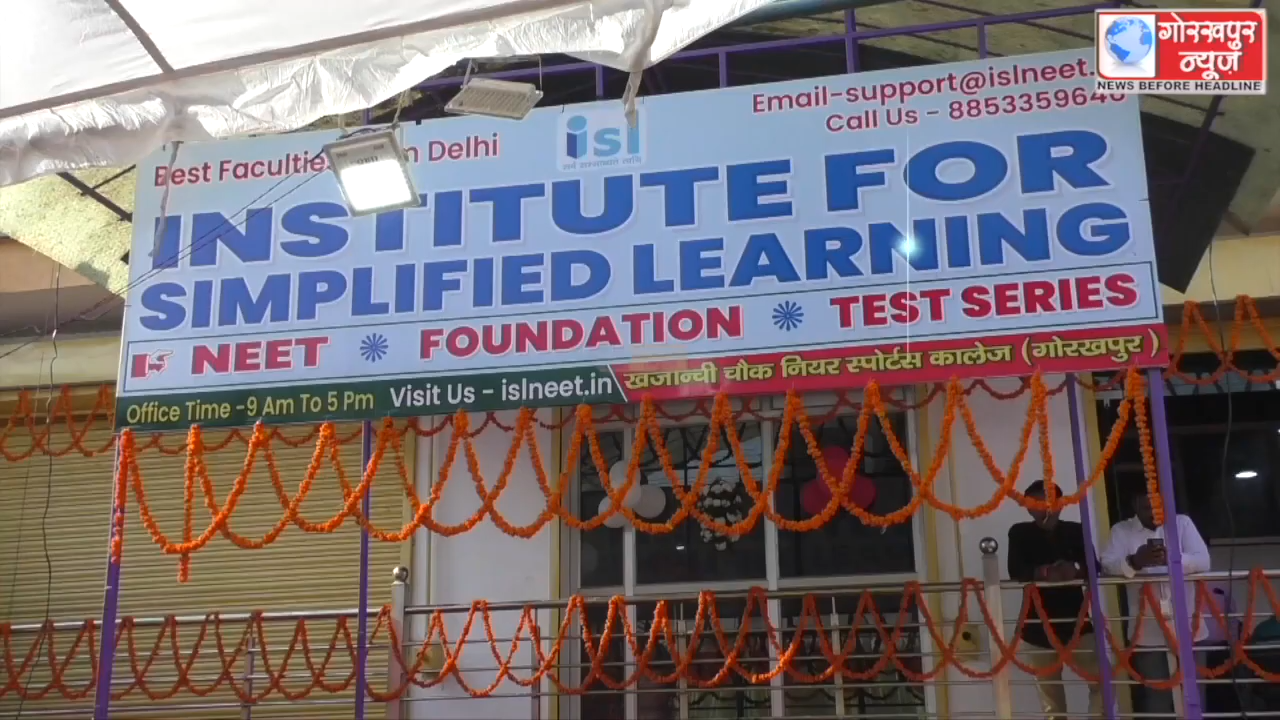 गोरखपुर
न्यूज़
NEWS BEFORE HEADLINE
Email-support@islneet.
Call Us - 885335964
Best Faculties Delhi
isl
INSTITUTE FOR
SIMPLIFIED LEARNING
NEET FOUNDATION TEST SERIES
Office Time -9 Am To 5 Pm Visit Us - islneet.in खजान्ची चौक नियर स्पोर्टस कालेज (गोरखपुर)